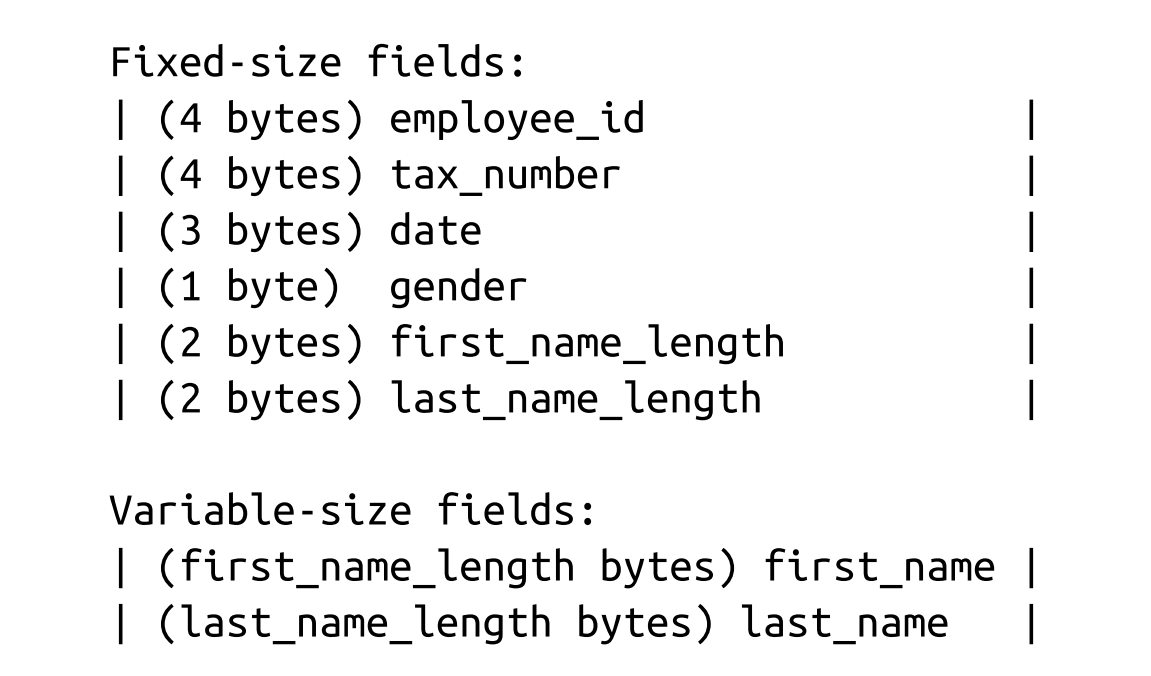 Fixed-size fields:
| (4 bytes) employee_id                |
| (4 bytes) tax_number                 |
| (3 bytes) date                       |
| (1 byte)  gender                     |
| (2 bytes) first_name_length          |
| (2 bytes) last_name_length           |

Variable-size fields:
| (first_name_length bytes) first_name |
| (last_name_length bytes) last_name   |